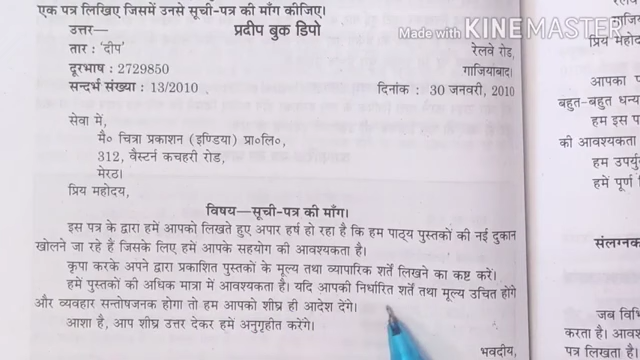 एक पत्र लिखिए जिसमें उनसे सूची-पत्र की माँग कीजिए।
Made with KINEMASTER
उत्तर— प्रदीप बुक डिपो
तार : 'दीप' रेलवे रोड,
दूरभाष : 2729850 गाजियाबाद।
सन्दर्भ संख्या : 13/2010 दिनांक : 30 जनवरी, 2010
सेवा में,
मै० चित्रा प्रकाशन (इण्डिया) प्रा०लि०,
312, वैस्टर्न कचहरी रोड,
मेरठ।
प्रिय महोदय,
विषय—सूची-पत्र की माँग।
इस पत्र के द्वारा हमें आपको लिखते हुए अपार हर्ष हो रहा है कि हम पाठ्य पुस्तकों की नई दुकान
खोलने जा रहे हैं जिसके लिए हमें आपके सहयोग की आवश्यकता है।
कृपा करके अपने द्वारा प्रकाशित पुस्तकों के मूल्य तथा व्यापारिक शर्तें लिखने का कष्ट करें।
हमें पुस्तकों की अधिक मात्रा में आवश्यकता है। यदि आपकी निर्धारित शर्तें तथा मूल्य उचित होंगे
और व्यवहार सन्तोषजनक होगा तो हम आपको शीघ्र ही आदेश देंगे।
आशा है, आप शीघ्र उत्तर देकर हमें अनुगृहीत करेंगे।
भवदीय,
प्रिय महोदय
आपका
बहुत-बहुत धन्य
हम इस प
की आवश्यकता
हम उपर्यु
हमें पूर्ण
संलग्नक
जब विभि
करता है। आवश
पत्र लिखता है।